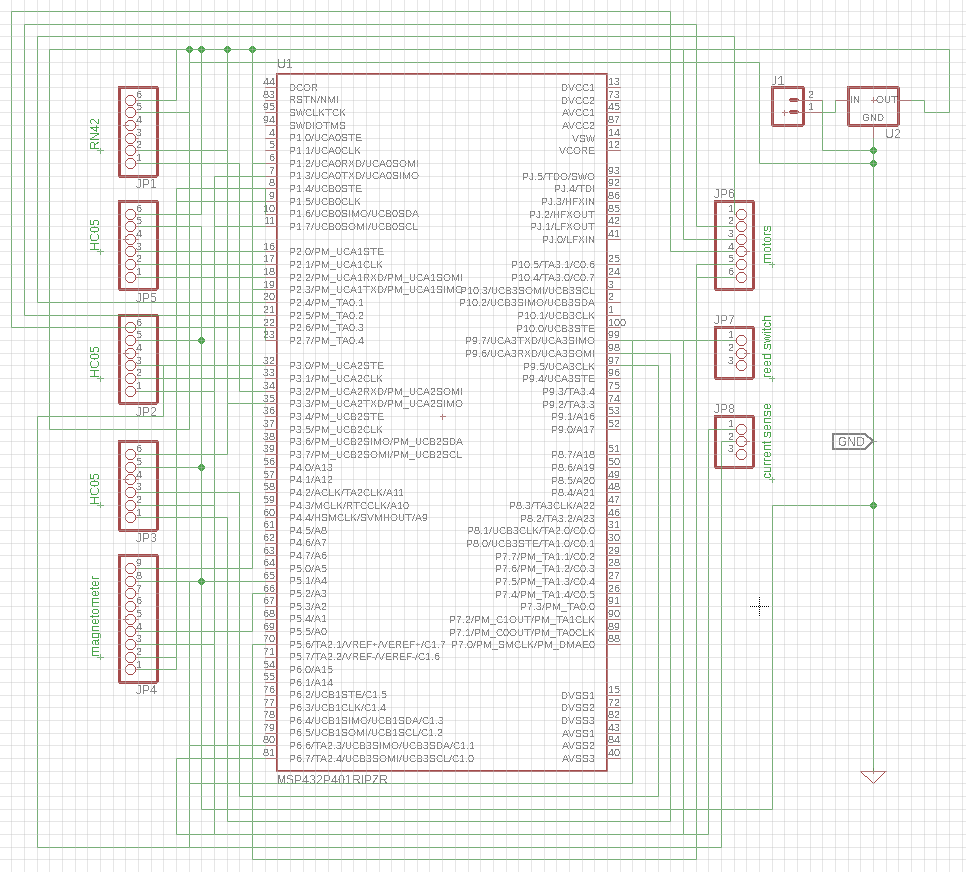 U1
44 DCOR
83 RSTN/NMI
95 SWCLKTCK
94 SWDIOTMS
4 P1.0/UCA0STE
5 P1.1/UCA0CLK
6 P1.2/UCA0RXD/UCA0SOMI
7 P1.3/UCA0TXD/UCA0SIMO
8 P1.4/UCB0STE
9 P1.5/UCB0CLK
10 P1.6/UCB0SIMO/UCB0SDA
11 P1.7/UCB0SOMI/UCB0SCL
16 P2.0/PM_UCA1STE
17 P2.1/PM_UCA1CLK
18 P2.2/PM_UCA1RXD/PM_UCA1SOMI
19 P2.3/PM_UCA1TXD/PM_UCA1SIMO
20 P2.4/PM_TA0.1
21 P2.5/PM_TA0.2
22 P2.6/PM_TA0.3
23 P2.7/PM_TA0.4
32 P3.0/PM_UCA2STE
33 P3.1/PM_UCA2CLK
34 P3.2/PM_UCA2RXD/PM_UCA2SOMI
35 P3.3/PM_UCA2TXD/PM_UCA2SIMO
36 P3.4/PM_UCB2STE
37 P3.5/PM_UCB2CLK
38 P3.6/PM_UCB2SIMO/PM_UCB2SDA
39 P3.7/PM_UCB2SOMI/PM_UCB2SCL
56 P4.0/A13
57 P4.1/A12
58 P4.2/ACLK/TA2CLK/A11
59 P4.3/MCLK/RTCCLK/A10
60 P4.4/HSMCLK/SVMHOUT/A9
61 P4.5/A8
62 P4.6/A7
63 P4.7/A6
64 P5.0/A5
65 P5.1/A4
66 P5.2/A3
67 P5.3/A2
68 P5.4/A1
69 P5.5/A0
70 P5.6/TA2.1/VREF+/VEREF+/C1.7
71 P5.7/TA2.2/VREF-/VEREF-/C1.6
54 P6.0/A15
55 P6.1/A14
76 P6.2/UCB1STE/C1.5
77 P6.3/UCB1CLK/C1.4
78 P6.4/UCB1SIMO/UCB1SDA/C1.3
79 P6.5/UCB1SOMI/UCB1SCL/C1.2
80 P6.6/TA2.3/UCB3SIMO/UCB3SDA/C1.1
81 P6.7/TA2.4/UCB3SOMI/UCB3SCL/C1.0
MSP432P401RIPZR
DVCC1 13
DVCC2 73
AVCC1 45
AVCC2 87
VSW 14
VCORE 12
PJ.5/TDO/SWO 93
PJ.4/TDI 92
PJ.3/HFXIN 86
PJ.2/HFXOUT 85
PJ.1/LFXOUT 42
PJ.0/LFXIN 41
P10.5/TA3.1/C0.6 25
P10.4/TA3.0/C0.7 24
P10.3/UCB3SOMI/UCB3SCL 3
P10.2/UCB3SIMO/UCB3SDA 2
P10.1/UCB3CLK 1
P10.0/UCB3STE 100
P9.7/UCA3TXD/UCA3SIMO 99
P9.6/UCA3RXD/UCA3SOMI 98
P9.5/UCA3CLK 97
P9.4/UCA3STE 96
P9.3/TA3.4 75
P9.2/TA3.3 74
P9.1/A16 53
P9.0/A17 52
P8.7/A18 51
P8.6/A19 50
P8.5/A20 49
P8.4/A21 48
P8.3/TA3CLK/A22 47
P8.2/TA3.2/A23 46
P8.1/UCB3CLK/TA2.0/C0.0 31
P8.0/UCB3STE/TA1.0/C0.1 30
P7.7/PM_TA1.1/C0.2 29
P7.6/PM_TA1.2/C0.3 28
P7.5/PM_TA1.3/C0.4 27
P7.4/PM_TA1.4/C0.5 26
P7.3/PM_TA0.0 91
P7.2/PM_C1OUT/PM_TA1CLK 90
P7.1/PM_C0OUT/PM_TA0CLK 89
P7.0/PM_SMCLK/PM_DMAE0 88
DVSS1 15
DVSS2 72
DVSS3 82
AVSS1 43
AVSS2 84
AVSS3 40
RN42
6
5
4
3
2
1
JP1
HC05
6
5
4
3
2
1
JP5
HC05
6
5
4
3
2
1
JP2
HC05
6
5
4
3
2
1
JP3
magnetometer
9
8
7
6
5
4
3
2
1
JP4
J1
2
1
IN +OUT
GND
U2
JP6
1
2
3
4
5
6
motors
JP7
1
2
3
reed switch
JP8
1
2
3
current sense
GND